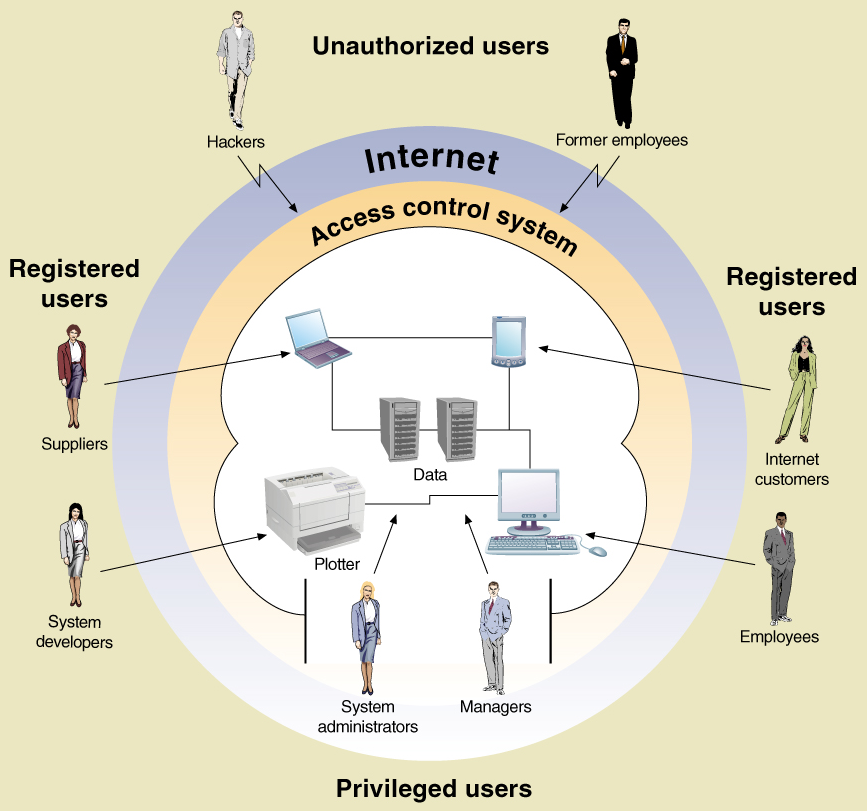 Unauthorized users
Hackers
Former employees
Internet
Access control system
Registered
users
Registered
users
Suppliers
Internet
customers
Data
Plotter
System
developers
Employees
System
administrators
Managers
Privileged users